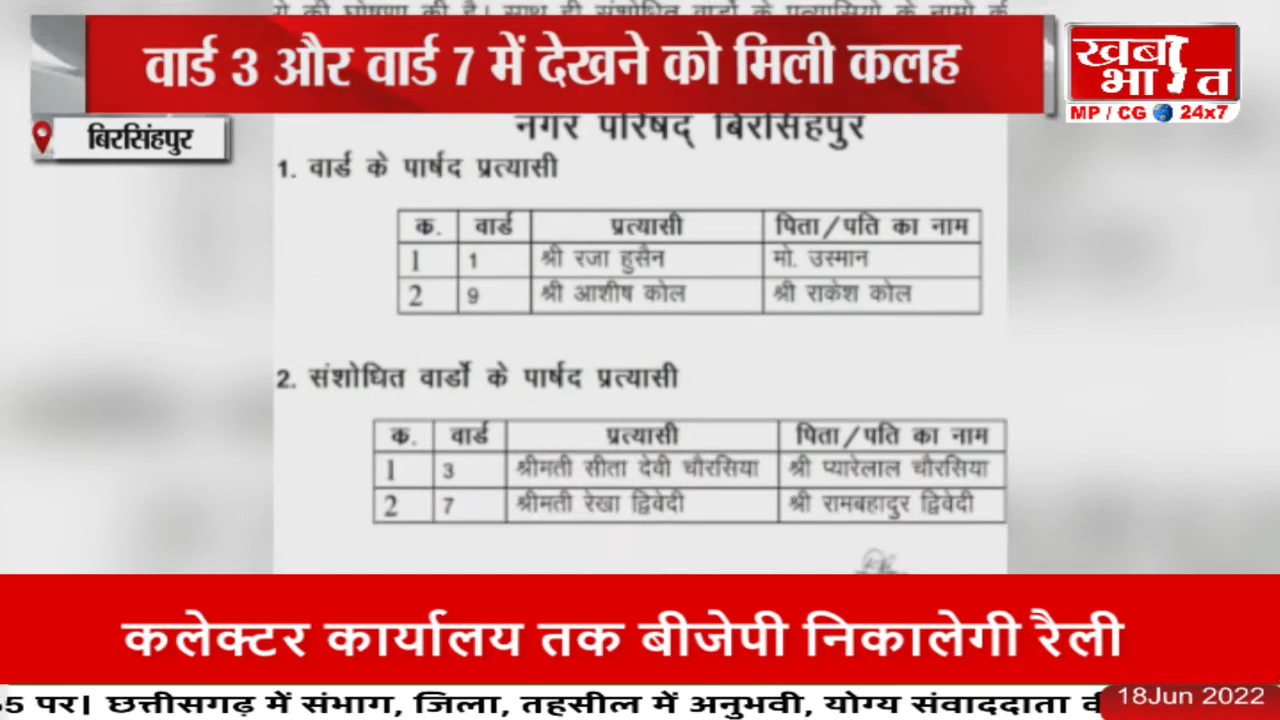 वार्ड 3 और वार्ड 7 में देखने को मिली कलह
खबर भारत
MP / CG 24x7
बिरसिंहपुर
नगर परिषद् बिरसिंहपुर
1. वार्ड के पार्षद प्रत्यासी
क. वार्ड प्रत्यासी पिता/पति का नाम
1 1 श्री रजा हुसैन मो. उस्मान
2 9 श्री आशीष कोल श्री राकेश कोल
2. संशोधित वार्डो के पार्षद प्रत्यासी
क. वार्ड प्रत्यासी पिता/पति का नाम
1 3 श्रीमती सीता देवी चौरसिया श्री प्यारेलाल चौरसिया
2 7 श्रीमती रेखा द्विवेदी श्री रामबहादुर द्विवेदी
कलेक्टर कार्यालय तक बीजेपी निकालेगी रैली
पर। छत्तीसगढ़ में संभाग, जिला, तहसील में अनुभवी, योग्य संवाददाता
18Jun 2022